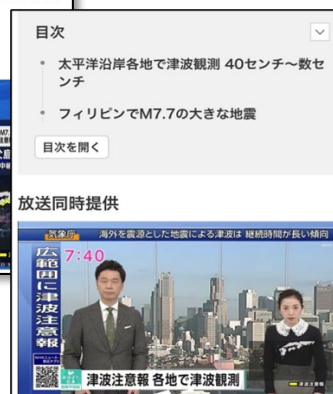 目次
太平洋沿岸各地で津波観測 40センチ～数セ
ンチ
フィリピンでM7.7の大きな地震
目次を開く
放送同時提供
気象庁 海外を震源とした地震による津波は 継続時間が長い傾向
広範囲に津波注意報
7:40
津波注意報 各地で津波観測
津波注意報